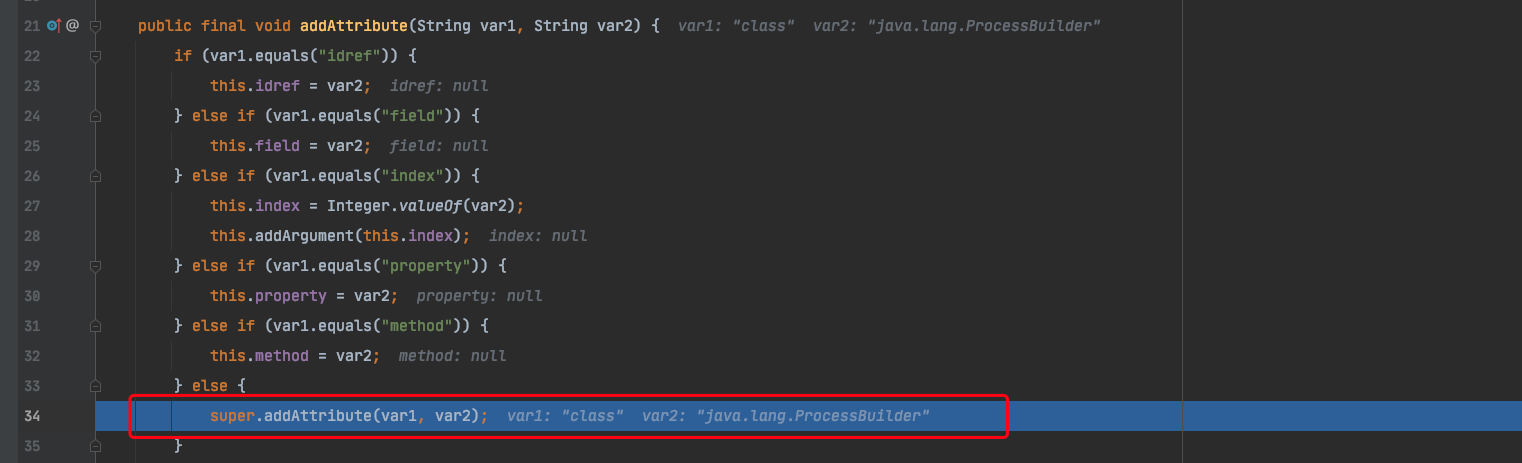 21 @ public final void addAttribute(String var1, String var2) { var1: "class" var2: "java.lang.ProcessBuilder"
22 if (var1.equals("idref")) {
23 this.idref = var2; idref: null
24 } else if (var1.equals("field")) {
25 this.field = var2; field: null
26 } else if (var1.equals("index")) {
27 this.index = Integer.valueOf(var2);
28 this.addArgument(this.index); index: null
29 } else if (var1.equals("property")) {
30 this.property = var2; property: null
31 } else if (var1.equals("method")) {
32 this.method = var2; method: null
33 } else {
34 super.addAttribute(var1, var2); var1: "class" var2: "java.lang.ProcessBuilder"
35 }